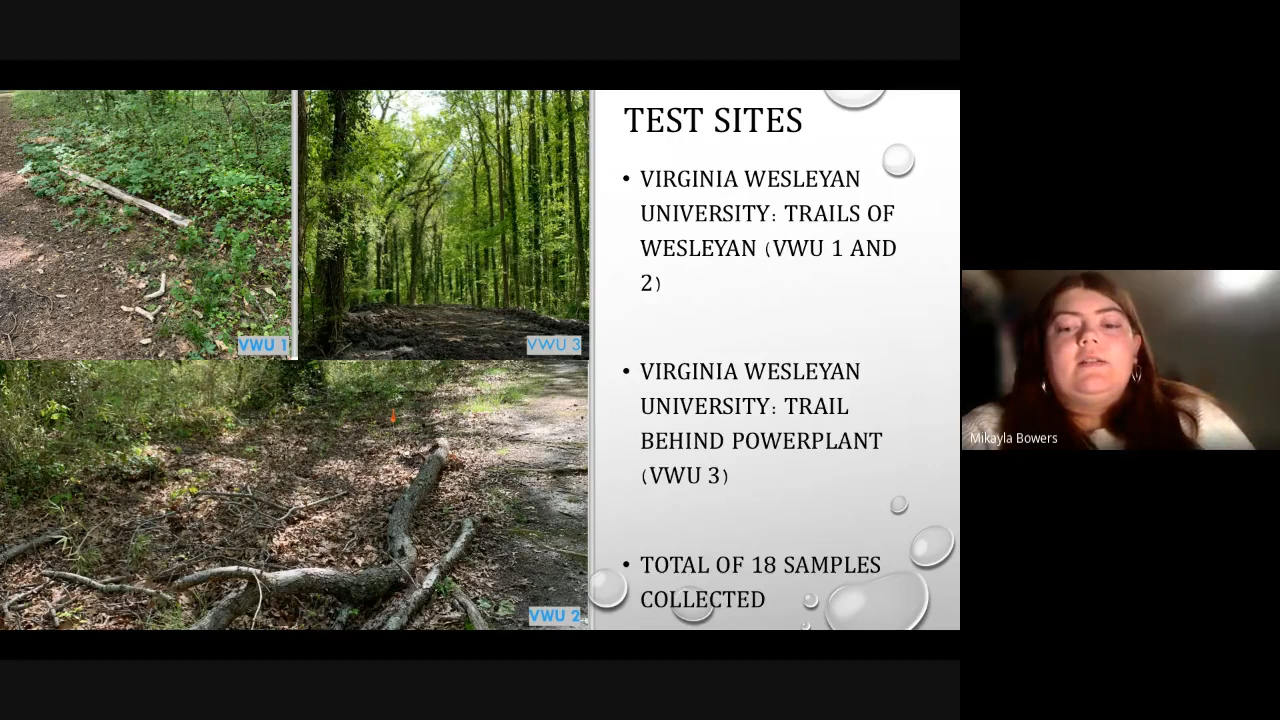 TEST SITES
• VIRGINIA WESLEYAN
UNIVERSITY: TRAILS OF
WESLEYAN (VWU 1 AND
2)
• VIRGINIA WESLEYAN
UNIVERSITY: TRAIL
BEHIND POWERPLANT
(VWU 3)
• TOTAL OF 18 SAMPLES
COLLECTED
VWU 1
VWU 3
VWU 2
Mikayla Bowers